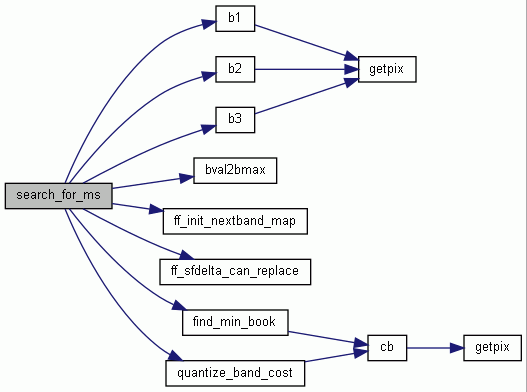 b1
b2
getpix
b3
bval2bmax
search_for_ms
ff_init_nextband_map
ff_sfdelta_can_replace
find_min_book
cb
getpix
quantize_band_cost